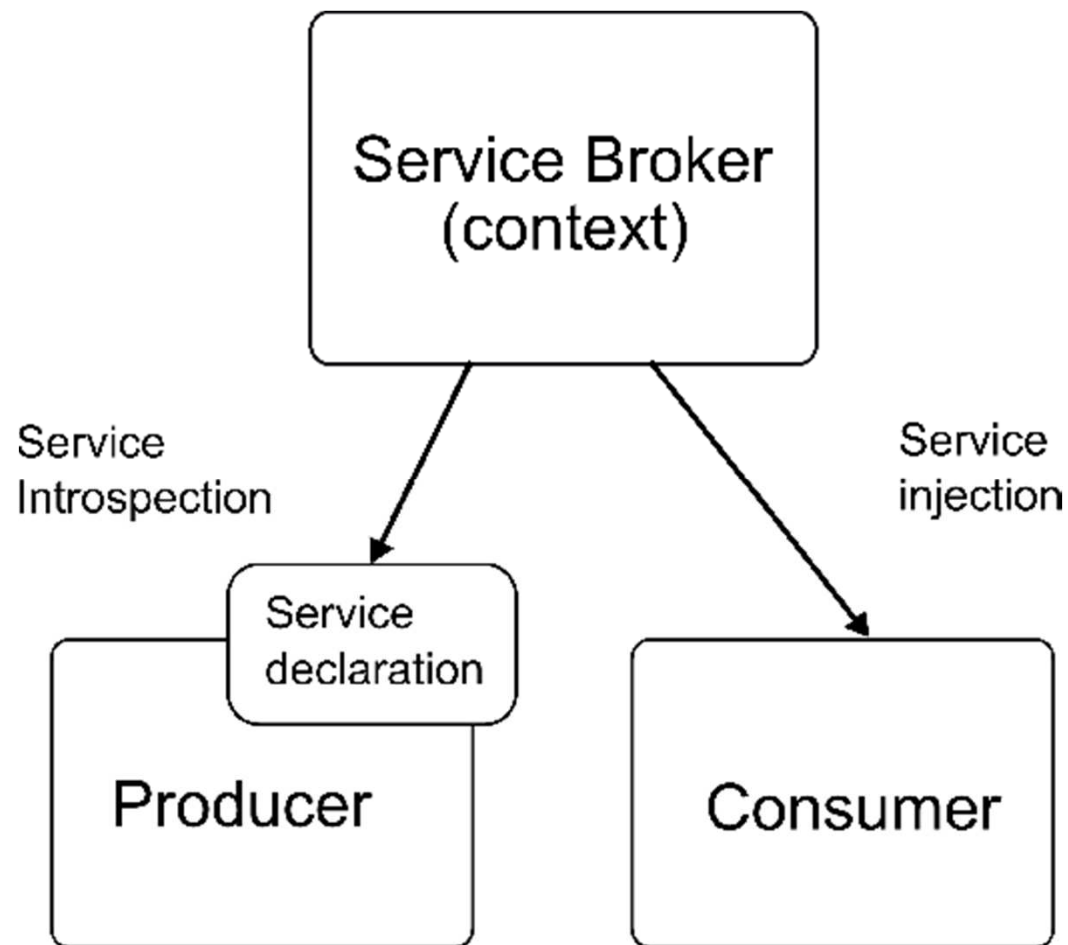 Service Broker
(context)
Service
Introspection
Service
injection
Service
declaration
Producer
Consumer